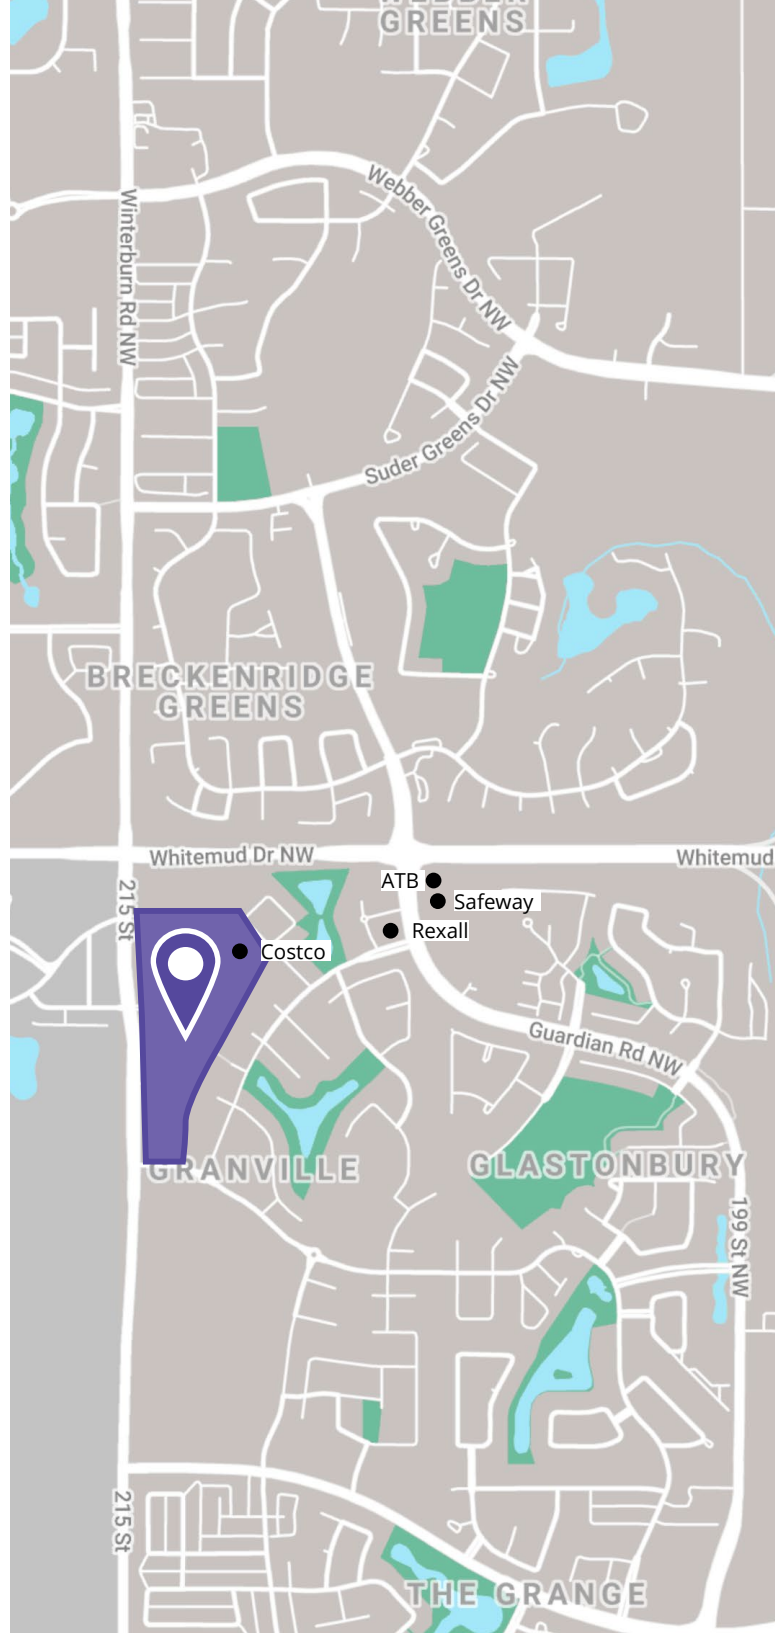 WEBBER
GREENS
Webber Greens Dr NW
Winterburn Rd NW
Suder Greens Dr NW
BRECKENRIDGE
GREENS
Whitemud Dr NW
Whitemud
215 St
ATB
Safeway
Rexall
Costco
Guardian Rd NW
GRANVILLE
GLASTONBURY
199 St NW
215 St
THE GRANGE